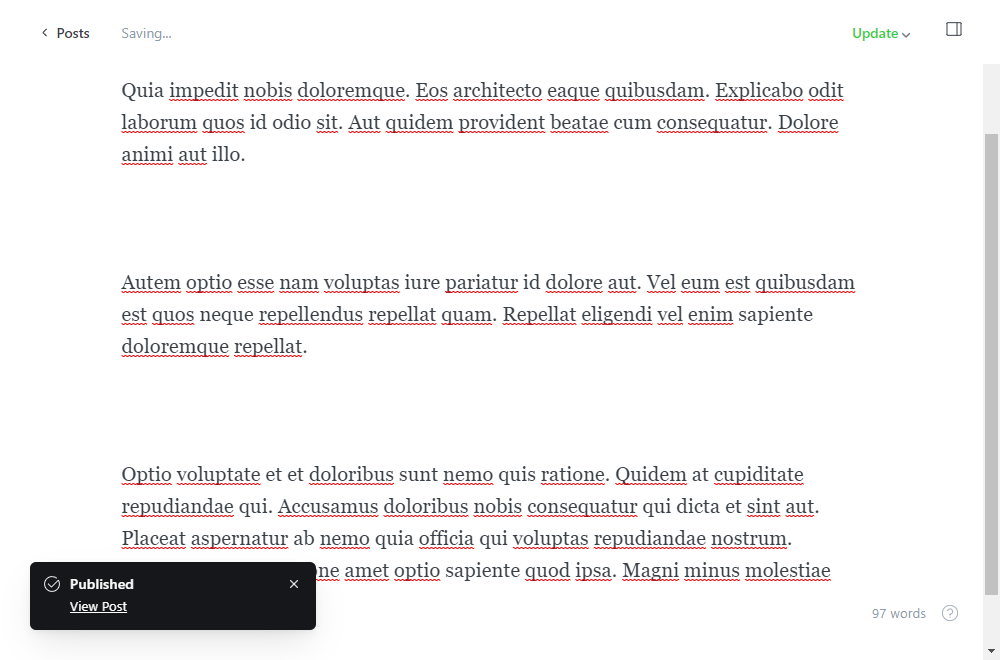 Posts
Saving...
Update
Quia impedit nobis doloremque. Eos architecto eaque quibusdam. Explicabo odit
laborum quos id odio sit. Aut quidem provident beatae cum consequatur. Dolore
animi aut illo.
Autem optio esse nam voluptas iure pariatur id dolore aut. Vel eum est quibusdam
est quos neque repellendus repellat quam. Repellat eligendi vel enim sapiente
doloremque repellat.
Optio voluptate et et doloribus sunt nemo quis ratione. Quidem at cupiditate
repudiandae qui. Accusamus doloribus nobis consequatur qui dicta et sint aut.
Placeat aspernatur ab nemo quia officia qui voluptas repudiandae nostrum.
amet optio sapiente quod ipsa. Magni minus molestiae
Published
View Post
97 words